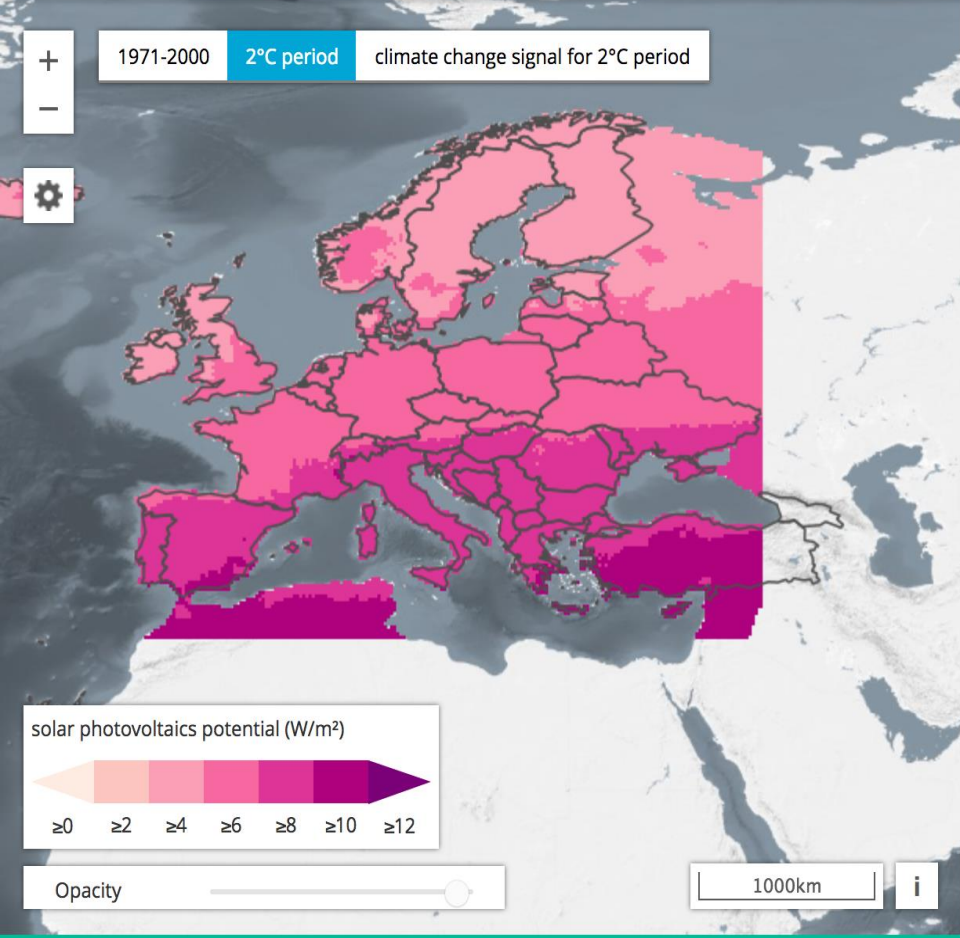 +
1971-2000 2°C period climate change signal for 2°C period
−
solar photovoltaics potential (W/m²)
≥0 ≥2 ≥4 ≥6 ≥8 ≥10 ≥12
Opacity
1000km
i